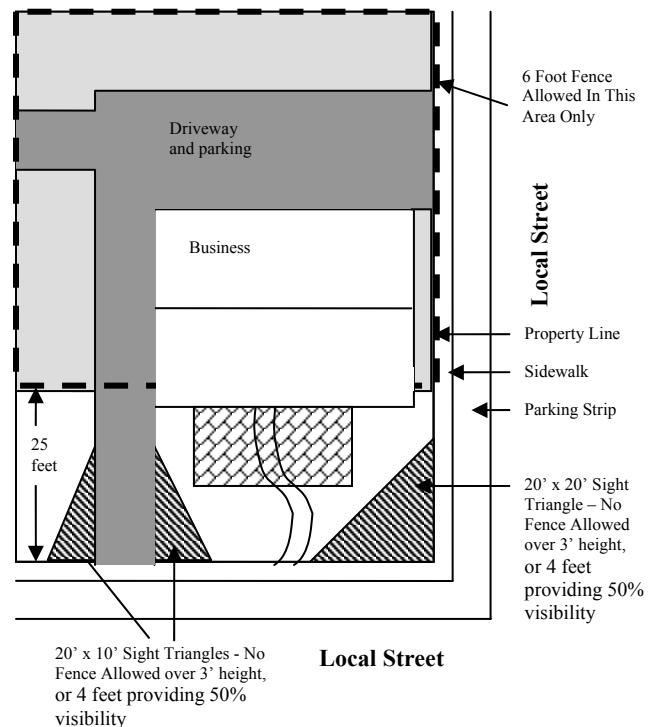 6 Foot Fence
Allowed In This
Area Only
Driveway
and parking
Local Street
Business
Property Line
Sidewalk
Parking Strip
25
feet
20’ x 20’ Sight
Triangle – No
Fence Allowed
over 3’ height,
or 4 feet
providing 50%
visibility
20’ x 10’ Sight Triangles - No
Fence Allowed over 3’ height,
or 4 feet providing 50%
visibility
Local Street